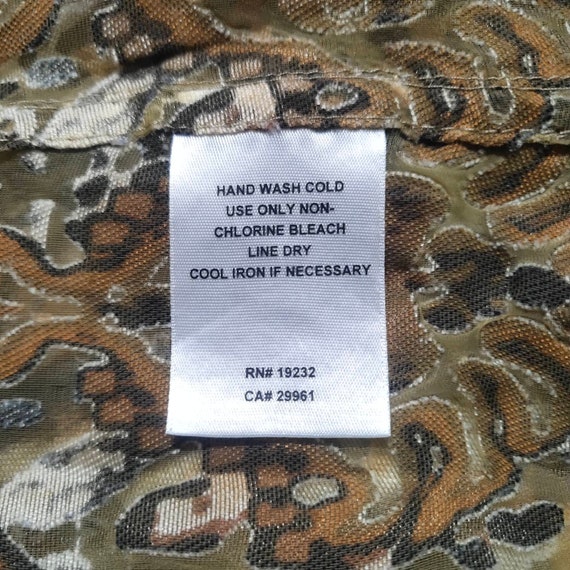 HAND WASH COLD
USE ONLY NON-
CHLORINE BLEACH
LINE DRY
COOL IRON IF NECESSARY
RN# 19232
CA# 29961